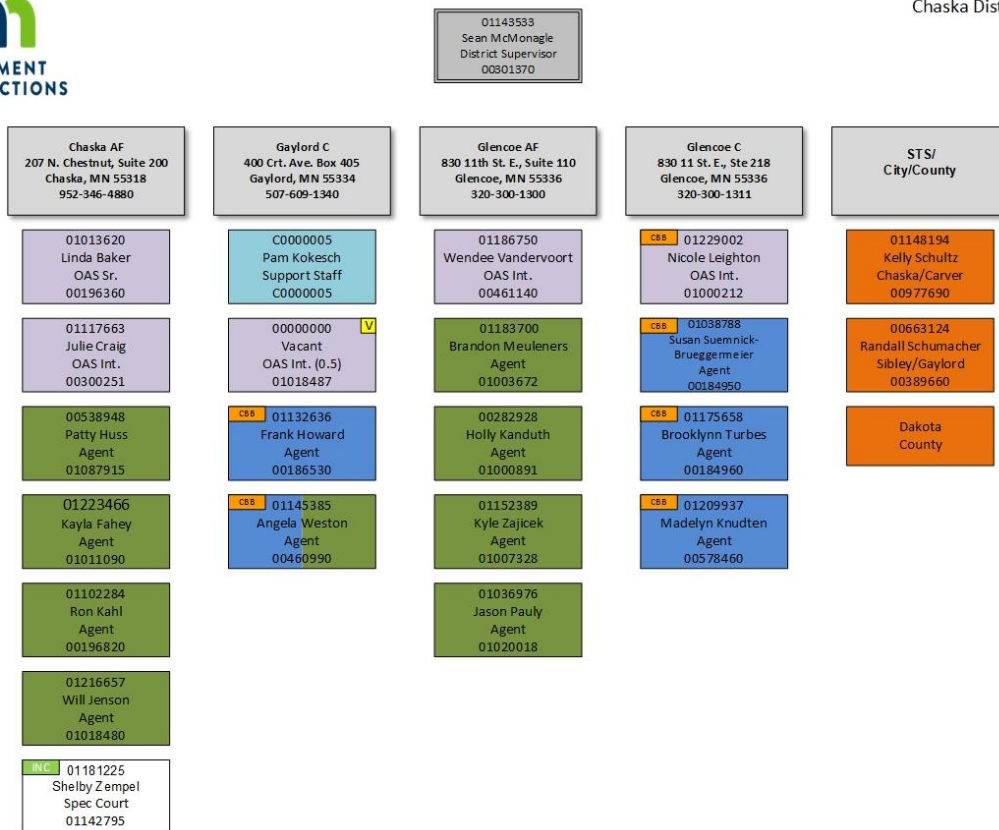 Chaska Dist
MENT
CTIONS
01143533
Sean McMonagle
District Supervisor
00301370
Chaska AF
207 N. Chestnut, Suite 200
Chaska, MN 55318
952-346-4880
Gaylord C
400 Crt. Ave. Box 405
Gaylord, MN 55334
507-609-1340
Glencoe AF
830 11th St. E., Suite 110
Glencoe, MN 55336
320-300-1300
Glencoe C
830 11 St. E., Ste 218
Glencoe, MN 55336
320-300-1311
STS/
City/County
01013620
Linda Baker
OAS Sr.
00196360
01117663
Julie Craig
OAS Int.
00300251
00538948
Patty Huss
Agent
01087915
01223466
Kayla Fahey
Agent
01011090
01102284
Ron Kahl
Agent
00196820
01216657
Will Jenson
Agent
01018480
INC 01181225
Shelby Zempel
Spec Court
01142795
C0000005
Pam Kokesch
Support Staff
C0000005
00000000 V
Vacant
OAS Int. (0.5)
01018487
CBB 01132636
Frank Howard
Agent
00186530
CBB 01145385
Angela Weston
Agent
00460990
01186750
Wendee Vandervoort
OAS Int.
00461140
01183700
Brandon Meuleners
Agent
01003672
00282928
Holly Kanduth
Agent
01000891
01152389
Kyle Zajicek
Agent
01007328
01036976
Jason Pauly
Agent
01020018
CBB 01229002
Nicole Leighton
OAS Int.
01000212
CBB 01038788
Susan Suemnick-
Brueggermeier
Agent
00184950
CBB 01175658
Brooklynn Turbes
Agent
00184960
CBB 01209937
Madelyn Knudten
Agent
00578460
01148194
Kelly Schultz
Chaska/Carver
00977690
00663124
Randall Schumacher
Sibley/Gaylord
00389660
Dakota
County